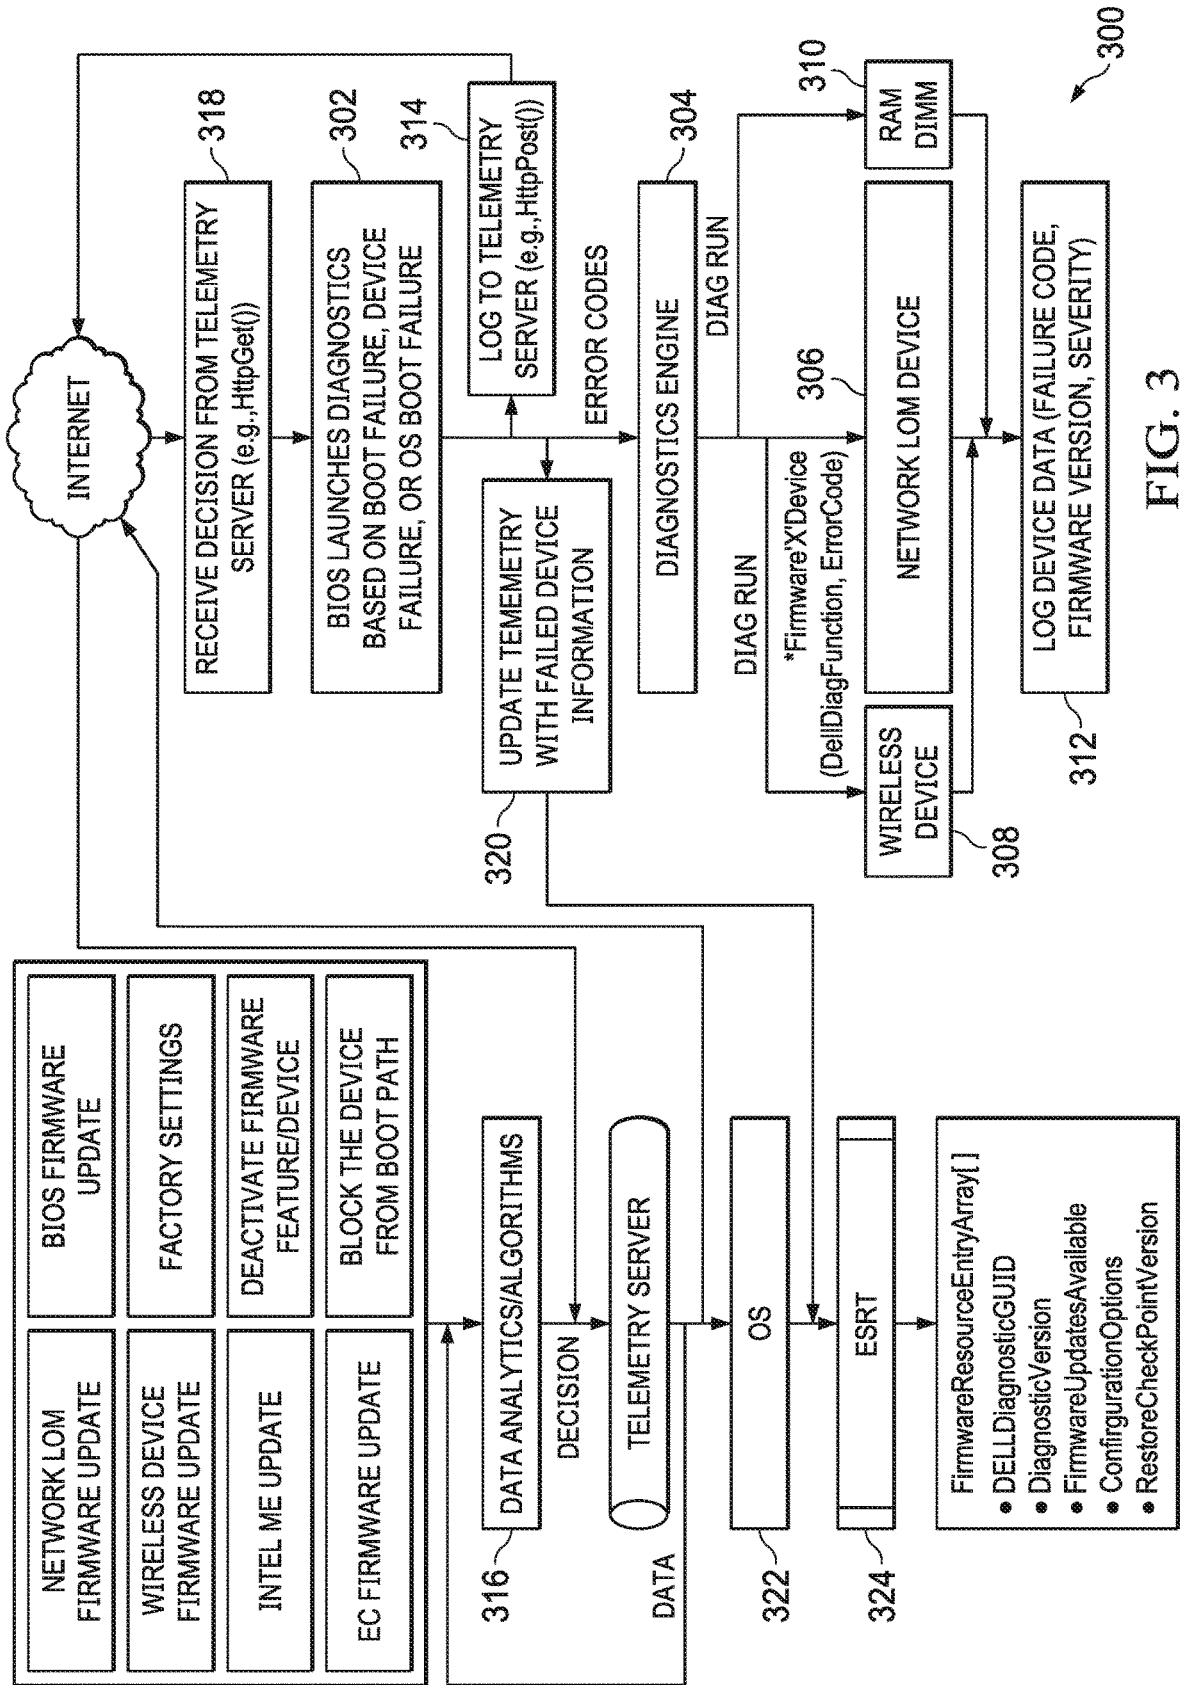 NETWORK LOM
FIRMWARE UPDATE
BIOS FIRMWARE
UPDATE
WIRELESS DEVICE
FIRMWARE UPDATE
FACTORY SETTINGS
INTEL ME UPDATE
DEACTIVATE FIRMWARE
FEATURE/DEVICE
EC FIRMWARE UPDATE
BLOCK THE DEVICE
FROM BOOT PATH
316
DATA ANALYTICS/ALGORITHMS
DECISION
TELEMETRY SERVER
DATA
OS
322
ESRT
324
FirmwareResourceEntryArray[ ]
● DELLDiagnosticGUID
● DiagnosticVersion
● FirmwareUpdatesAvailable
● ConfirgurationOptions
● RestoreCheckPointVersion
INTERNET
RECEIVE DECISION FROM TELEMETRY
SERVER (e.g.,HttpGet())
318
BIOS LAUNCHES DIAGNOSTICS
BASED ON BOOT FAILURE, DEVICE
FAILURE, OR OS BOOT FAILURE
302
LOG TO TELEMETRY
SERVER (e.g.,HttpPost())
314
UPDATE TEMEMETRY
WITH FAILED DEVICE
INFORMATION
320
ERROR CODES
DIAGNOSTICS ENGINE
304
DIAG RUN
DIAG RUN
*Firmware'X'Device
(DellDiagFunction, ErrorCode)
306
310
WIRELESS
DEVICE
308
NETWORK LOM DEVICE
RAM
DIMM
LOG DEVICE DATA (FAILURE CODE,
FIRMWARE VERSION, SEVERITY)
312
300
FIG. 3